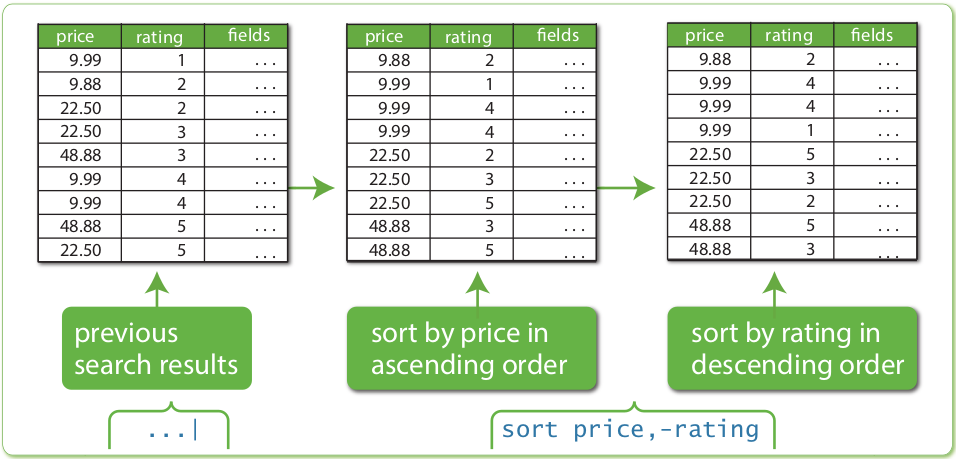 price rating fields price rating fields price rating fields
9.99 1 ... 9.88 2 ... 9.88 2 ...
9.88 2 ... 9.99 1 ... 9.99 4 ...
22.50 2 ... 9.99 4 ... 9.99 4 ...
22.50 3 ... 9.99 4 ... 9.99 1 ...
48.88 3 ... 22.50 2 ... 22.50 5 ...
9.99 4 ... 22.50 3 ... 22.50 3 ...
9.99 4 ... 22.50 5 ... 22.50 2 ...
48.88 5 ... 48.88 3 ... 48.88 5 ...
22.50 5 ... 48.88 5 ... 48.88 3 ...
previous
search results
sort by price in
ascending order
sort by rating in
descending order
...|
sort price,-rating